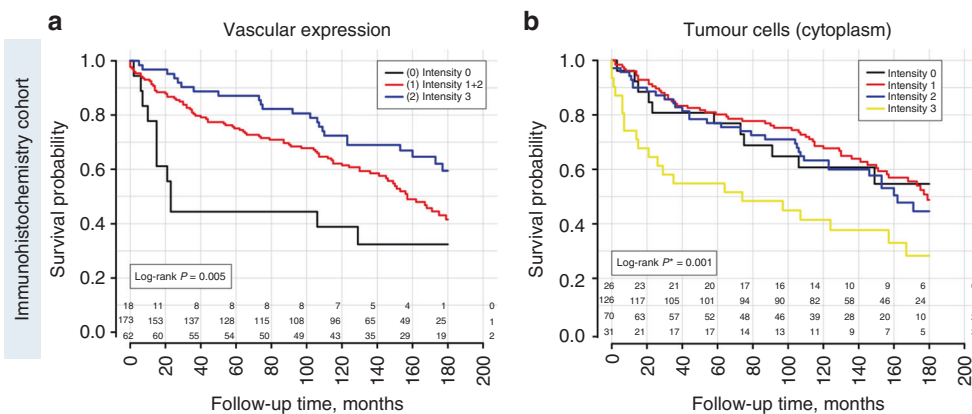 Immunohistochemistry cohort
a
Vascular expression
Survival probability
1.0
0.8
0.6
0.4
0.2
0.0
(0) Intensity 0
(1) Intensity 1+2
(2) Intensity 3
Log-rank P = 0.005
18 11 8 8 8 8 7 5 4 1 0
173 153 137 128 115 108 96 65 49 25 1
62 60 55 54 50 49 43 35 29 19 2
0 20 40 60 80 100 120 140 160 180 200
Follow-up time, months
b
Tumour cells (cytoplasm)
Survival probability
1.0
0.8
0.6
0.4
0.2
0.0
Intensity 0
Intensity 1
Intensity 2
Intensity 3
Log-rank P* = 0.001
26 23 21 20 17 16 14 10 9 6
126 117 105 101 94 90 82 58 46 24
70 63 57 52 48 46 39 28 20 10
31 21 17 17 14 13 11 9 7 5
0 20 40 60 80 100 120 140 160 180 200
Follow-up time, months